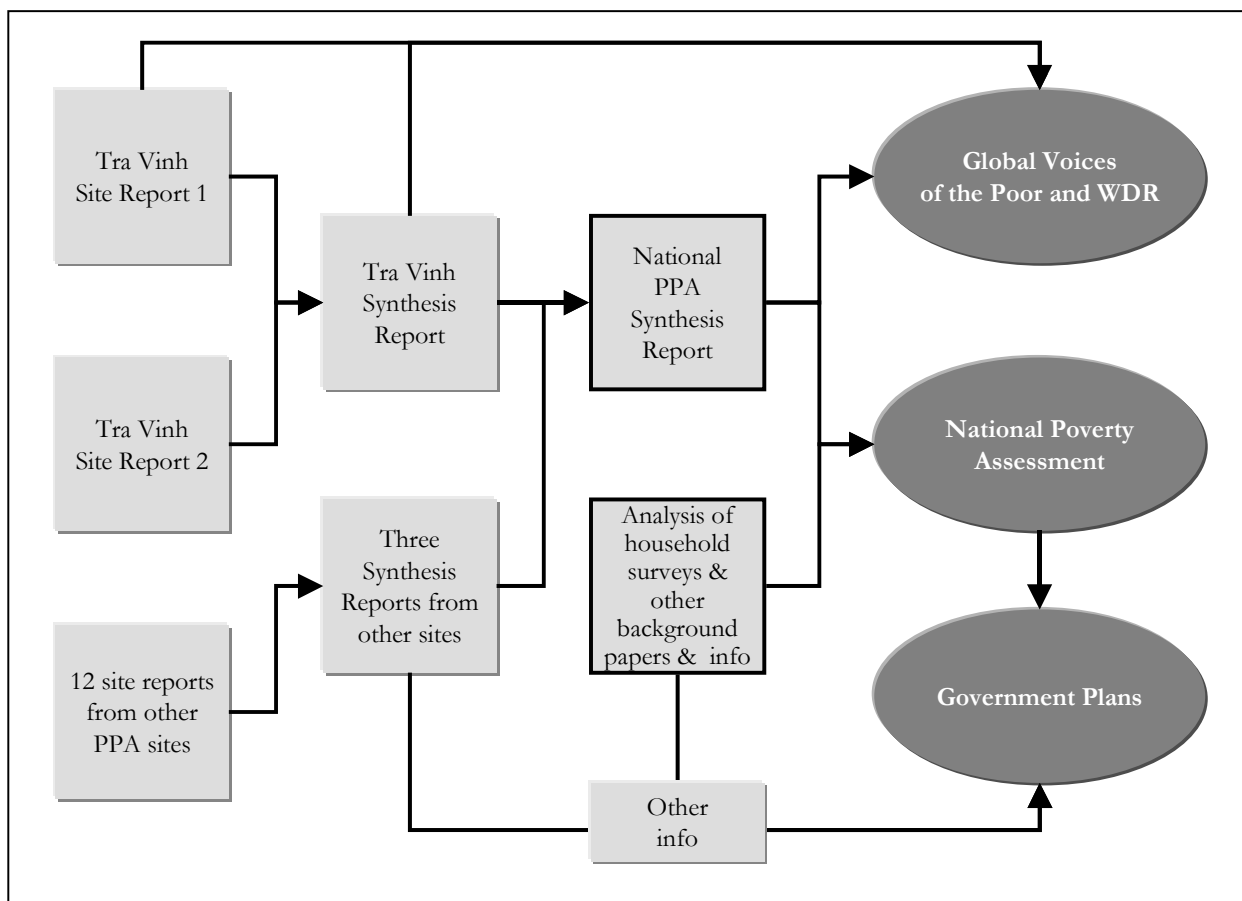 Tra Vinh
Site Report 1
Tra Vinh
Site Report 2
12 site reports
from other
PPA sites
Tra Vinh
Synthesis
Report
Three
Synthesis
Reports from
other sites
National
PPA
Synthesis
Report
Analysis of
household
surveys &
other
background
papers & info
Other
info
Global Voices
of the Poor and WDR
National Poverty
Assessment
Government Plans